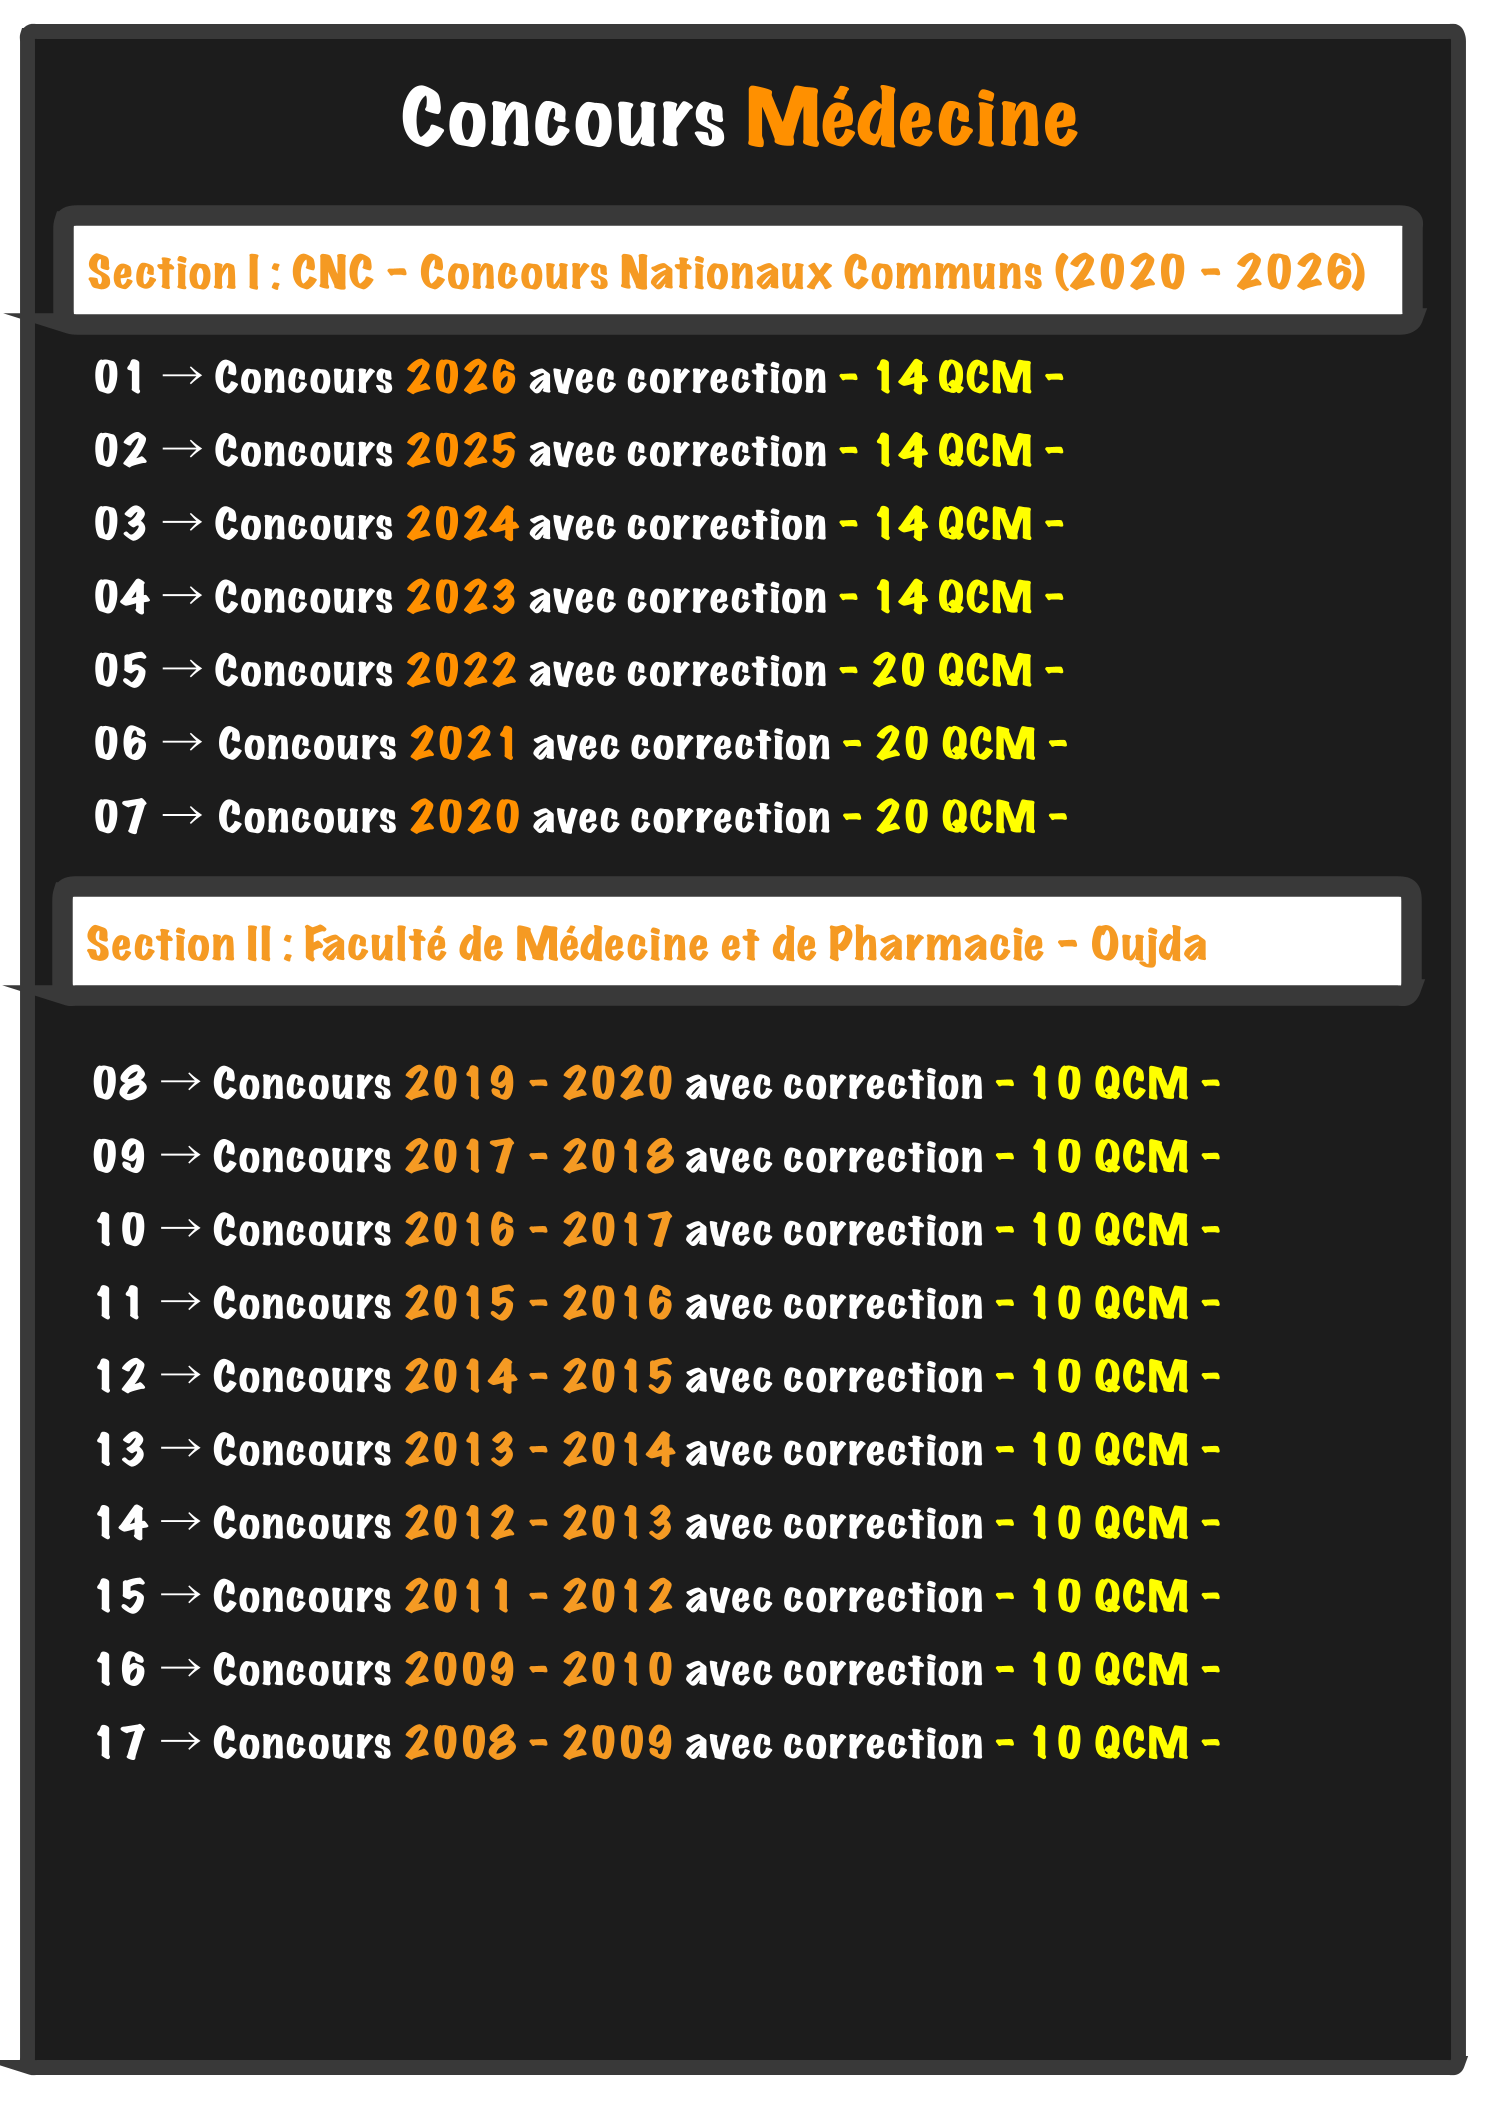 Concours Médecine
Section I : CNC - Concours Nationaux Communs (2020 - 2026)
01 → Concours 2026 avec correction - 14 QCM -
02 → Concours 2025 avec correction - 14 QCM -
03 → Concours 2024 avec correction - 14 QCM -
04 → Concours 2023 avec correction - 14 QCM -
05 → Concours 2022 avec correction - 20 QCM -
06 → Concours 2021 avec correction - 20 QCM -
07 → Concours 2020 avec correction - 20 QCM -
Section II : Faculté de Médecine et de Pharmacie - Oujda
08 → Concours 2019 - 2020 avec correction - 10 QCM -
09 → Concours 2017 - 2018 avec correction - 10 QCM -
10 → Concours 2016 - 2017 avec correction - 10 QCM -
11 → Concours 2015 - 2016 avec correction - 10 QCM -
12 → Concours 2014 - 2015 avec correction - 10 QCM -
13 → Concours 2013 - 2014 avec correction - 10 QCM -
14 → Concours 2012 - 2013 avec correction - 10 QCM -
15 → Concours 2011 - 2012 avec correction - 10 QCM -
16 → Concours 2009 - 2010 avec correction - 10 QCM -
17 → Concours 2008 - 2009 avec correction - 10 QCM -